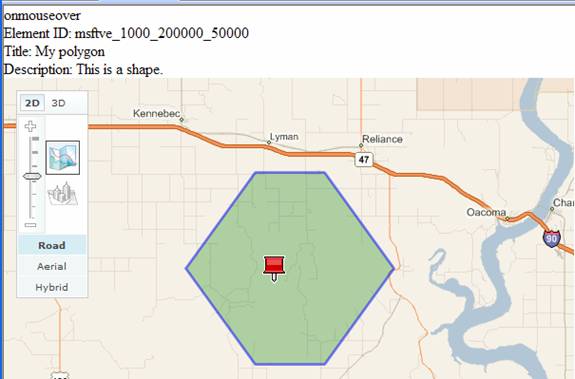 onmouseover
Element ID: msftve_1000_200000_50000
Title: My polygon
Description: This is a shape.
2D 3D
Kennebec
Lyman
Reliance
47
Oacoma
90
Road
Aerial
Hybrid